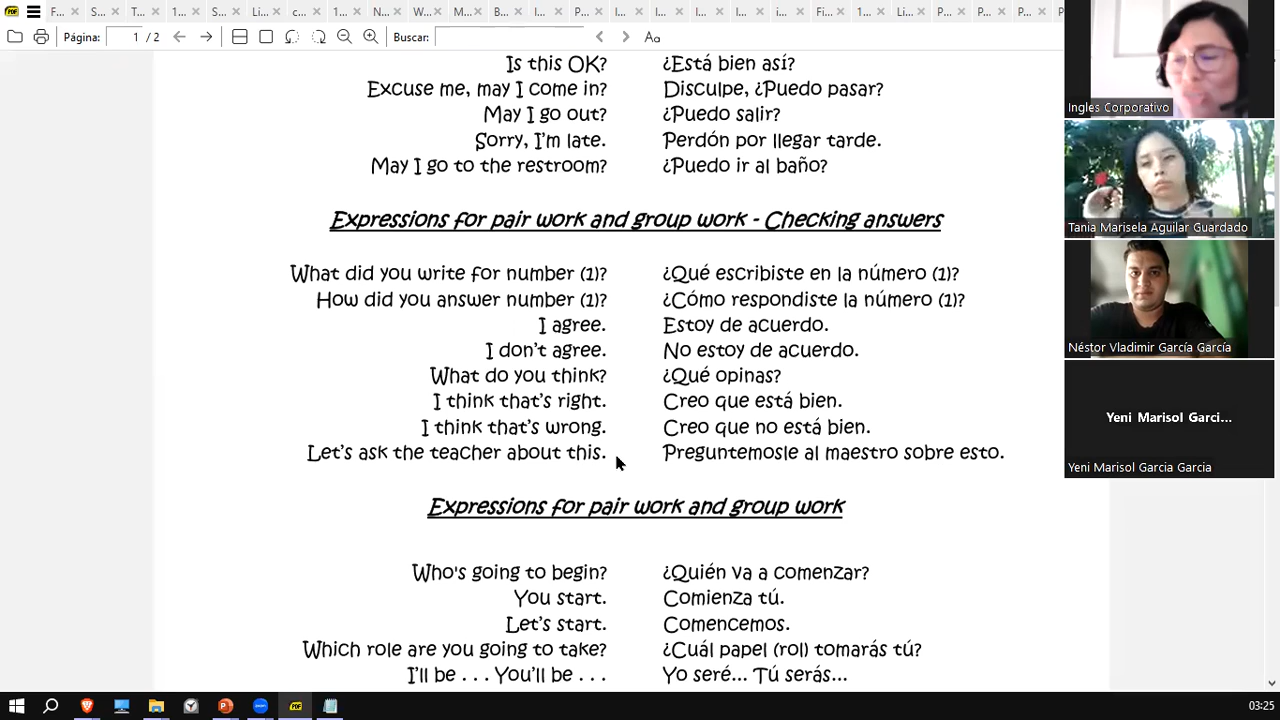 F... S... T... 1... S... Li... c... 1... N... W... M... B... I... P... I... I... I... I... i... Fi... 1... Li... P... P... P... P
Página: 1 / 2 Buscar: Aa
Is this OK? ¿Está bien así?
Excuse me, may I come in? Disculpe, ¿Puedo pasar?
May I go out? ¿Puedo salir?
Sorry, I'm late. Perdón por llegar tarde.
May I go to the restroom? ¿Puedo ir al baño?
Expressions for pair work and group work - Checking answers
What did you write for number (1)? ¿Qué escribiste en la número (1)?
How did you answer number (1)? ¿Cómo respondiste la número (1)?
I agree. Estoy de acuerdo.
I don't agree. No estoy de acuerdo.
What do you think? ¿Qué opinas?
I think that's right. Creo que está bien.
I think that's wrong. Creo que no está bien.
Let's ask the teacher about this. Preguntemosle al maestro sobre esto.
Expressions for pair work and group work
Who's going to begin? ¿Quién va a comenzar?
You start. Comienza tú.
Let's start. Comencemos.
Which role are you going to take? ¿Cuál papel (rol) tomarás tú?
I'll be . . . You'll be . . . Yo seré... Tú serás...
Ingles Corporativo
Tania Marisela Aguilar Guardado
Néstor Vladimir García García
Yeni Marisol Garci...
Yeni Marisol Garcia Garcia
03:25